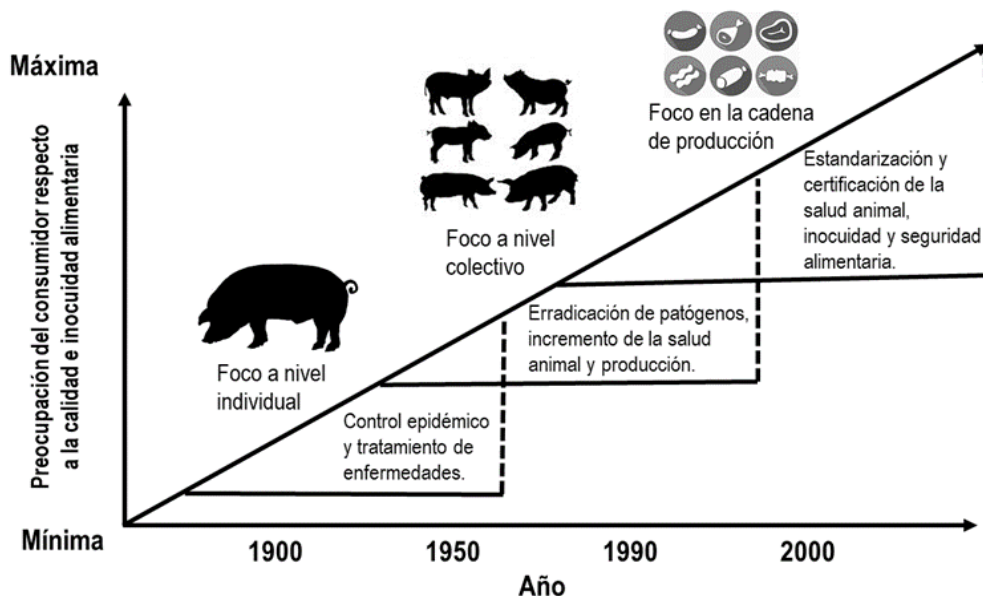 Máxima
Preocupación del consumidor respecto
a la calidad e inocuidad alimentaria
Mínima
Foco a nivel
individual
Foco a nivel
colectivo
Foco en la cadena
de producción
Control epidémico
y tratamiento de
enfermedades.
Erradicación de patógenos,
incremento de la salud
animal y producción.
Estandarización y
certificación de la
salud animal,
inocuidad y seguridad
alimentaria.
1900
1950
1990
2000
Año